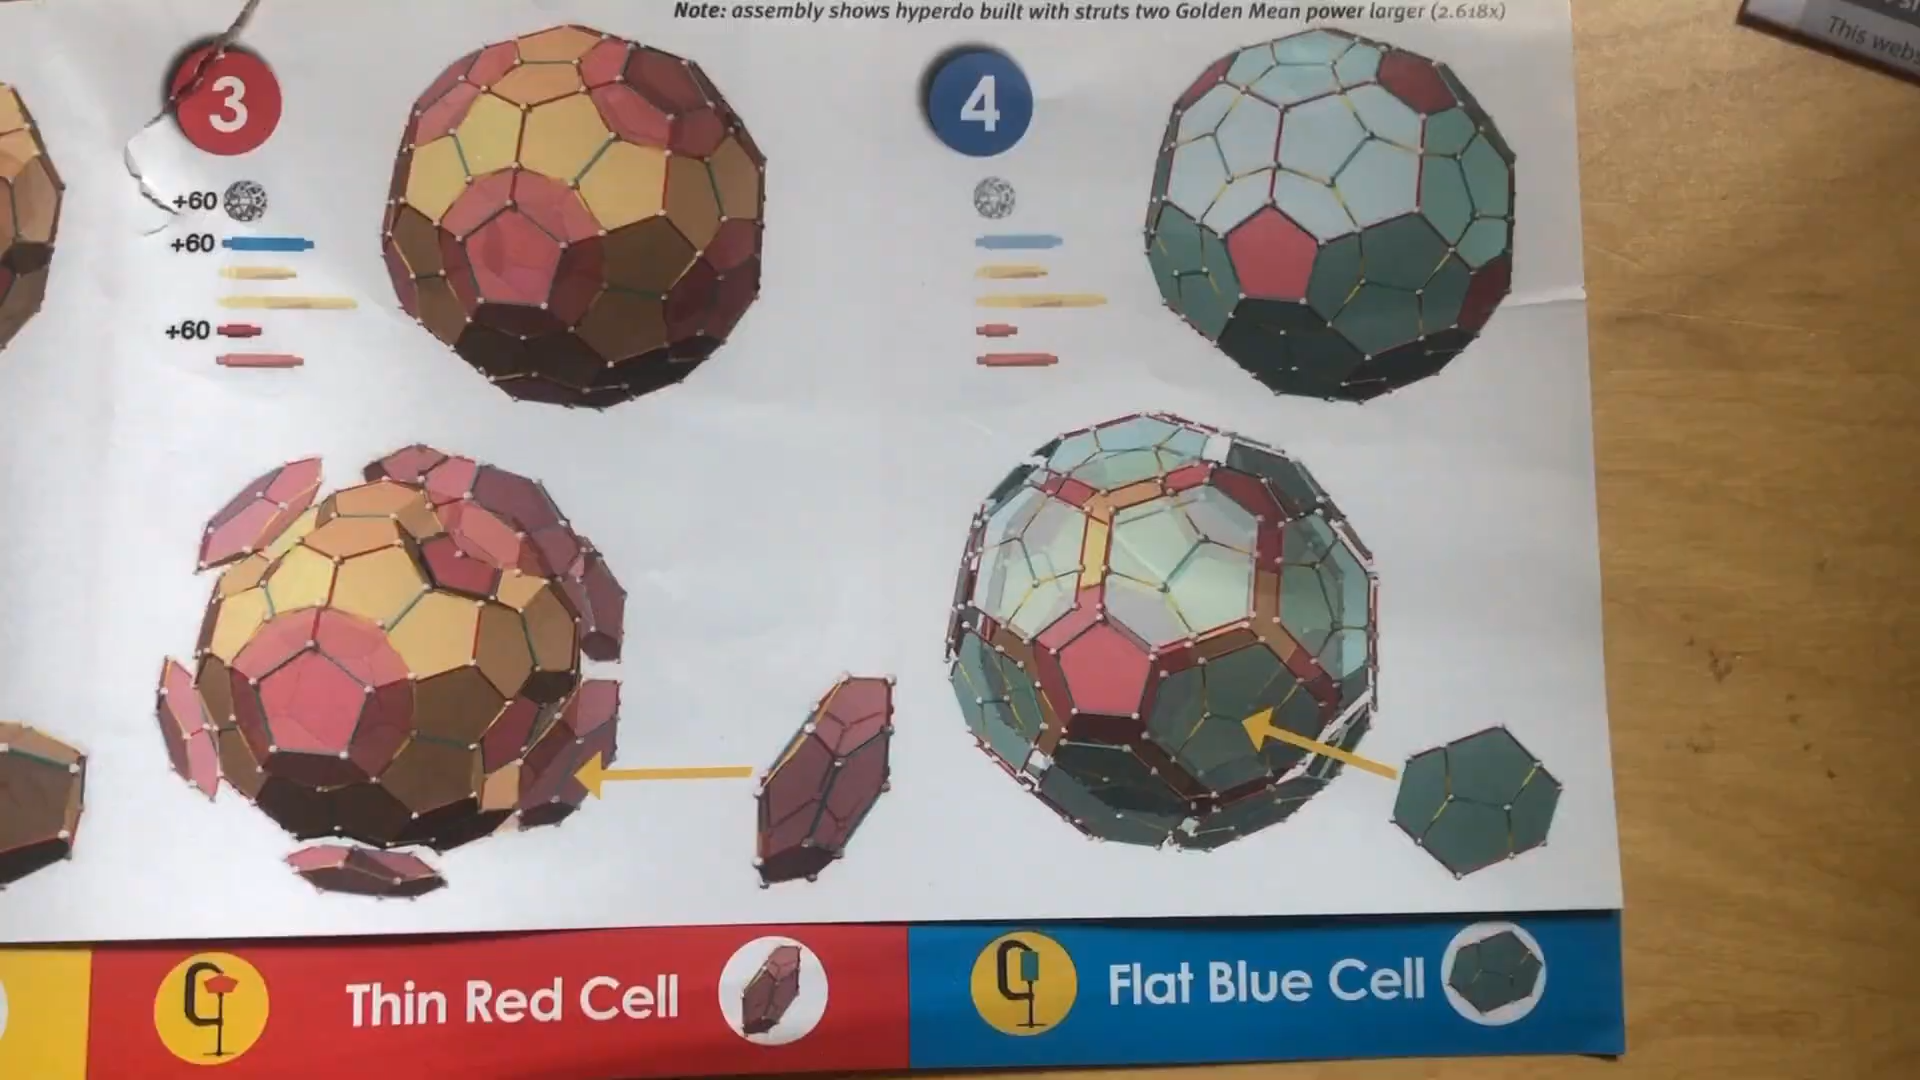 Note: assembly shows hyperdo built with struts two Golden Mean power larger (2.618x)
This webs
3
4
+60
+60
+60
Thin Red Cell
Flat Blue Cell